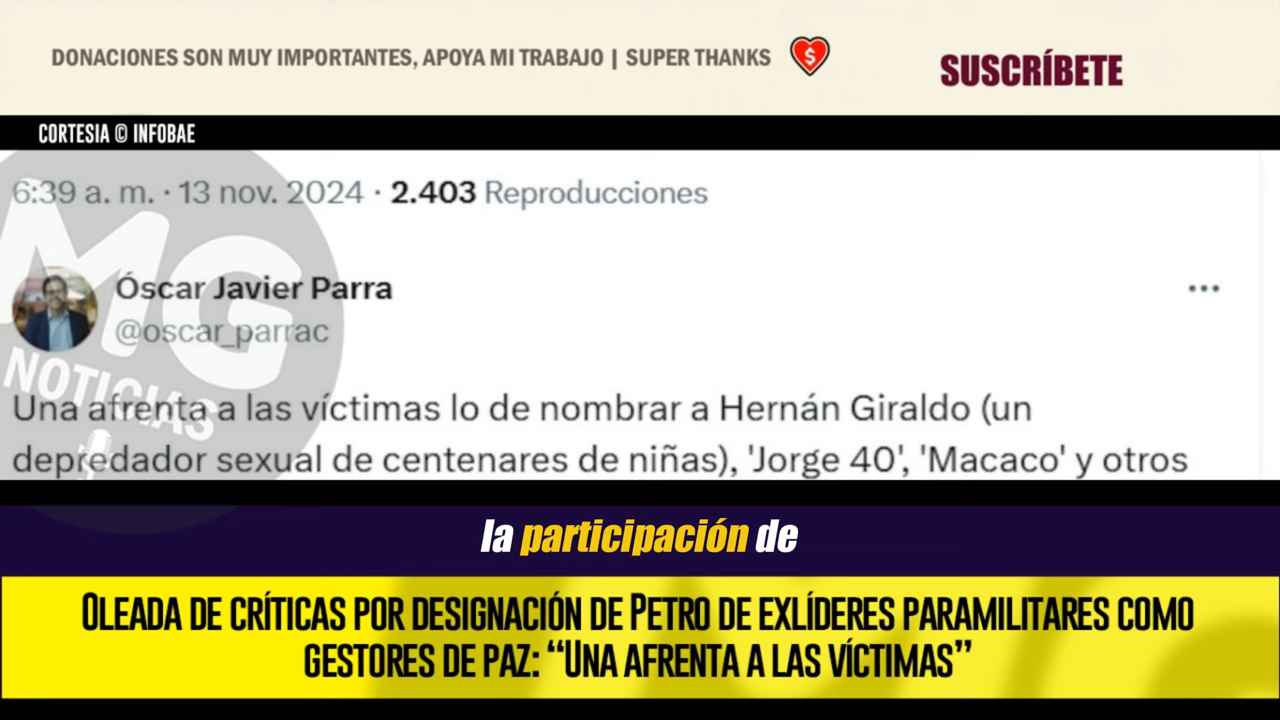 DONACIONES SON MUY IMPORTANTES, APOYA MI TRABAJO | SUPER THANKS
SUSCRÍBETE
CORTESIA © INFOBAE
6:39 a. m. · 13 nov. 2024 · 2.403 Reproducciones
Óscar Javier Parra
@oscar_parrac
MG
NOTICIAS
Una afrenta a las víctimas lo de nombrar a Hernán Giraldo (un
depredador sexual de centenares de niñas), 'Jorge 40', 'Macaco' y otros
la participación de
OLEADA DE CRÍTICAS POR DESIGNACIÓN DE PETRO DE EXLÍDERES PARAMILITARES COMO
GESTORES DE PAZ: “UNA AFRENTA A LAS VÍCTIMAS”